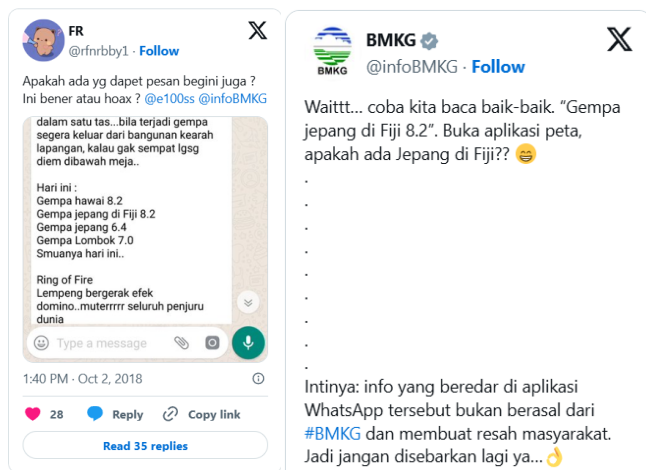 FR
@rfnrbby1 · Follow
Apakah ada yg dapet pesan begini juga ?
Ini bener atau hoax ? @e100ss @infoBMKG
dalam satu tas...bila terjadi gempa
segera keluar dari bangunan kearah
lapangan, kalau gak sempat lgsg
diem dibawah meja..
Hari ini :
Gempa hawai 8.2
Gempa jepang di Fiji 8.2
Gempa jepang 6.4
Gempa Lombok 7.0
Smuanya hari ini..
Ring of Fire
Lempeng bergerak efek
domino..muterrrrr seluruh penjuru
dunia
Type a message
1:40 PM · Oct 2, 2018
28 Reply Copy link
Read 35 replies
BMKG
BMKG
@infoBMKG · Follow
Waittt... coba kita baca baik-baik. “Gempa
jepang di Fiji 8.2”. Buka aplikasi peta,
apakah ada Jepang di Fiji?? 😁
.
.
.
.
.
.
.
.
.
Intinya: info yang beredar di aplikasi
WhatsApp tersebut bukan berasal dari
#BMKG dan membuat resah masyarakat.
Jadi jangan disebarkan lagi ya...👌